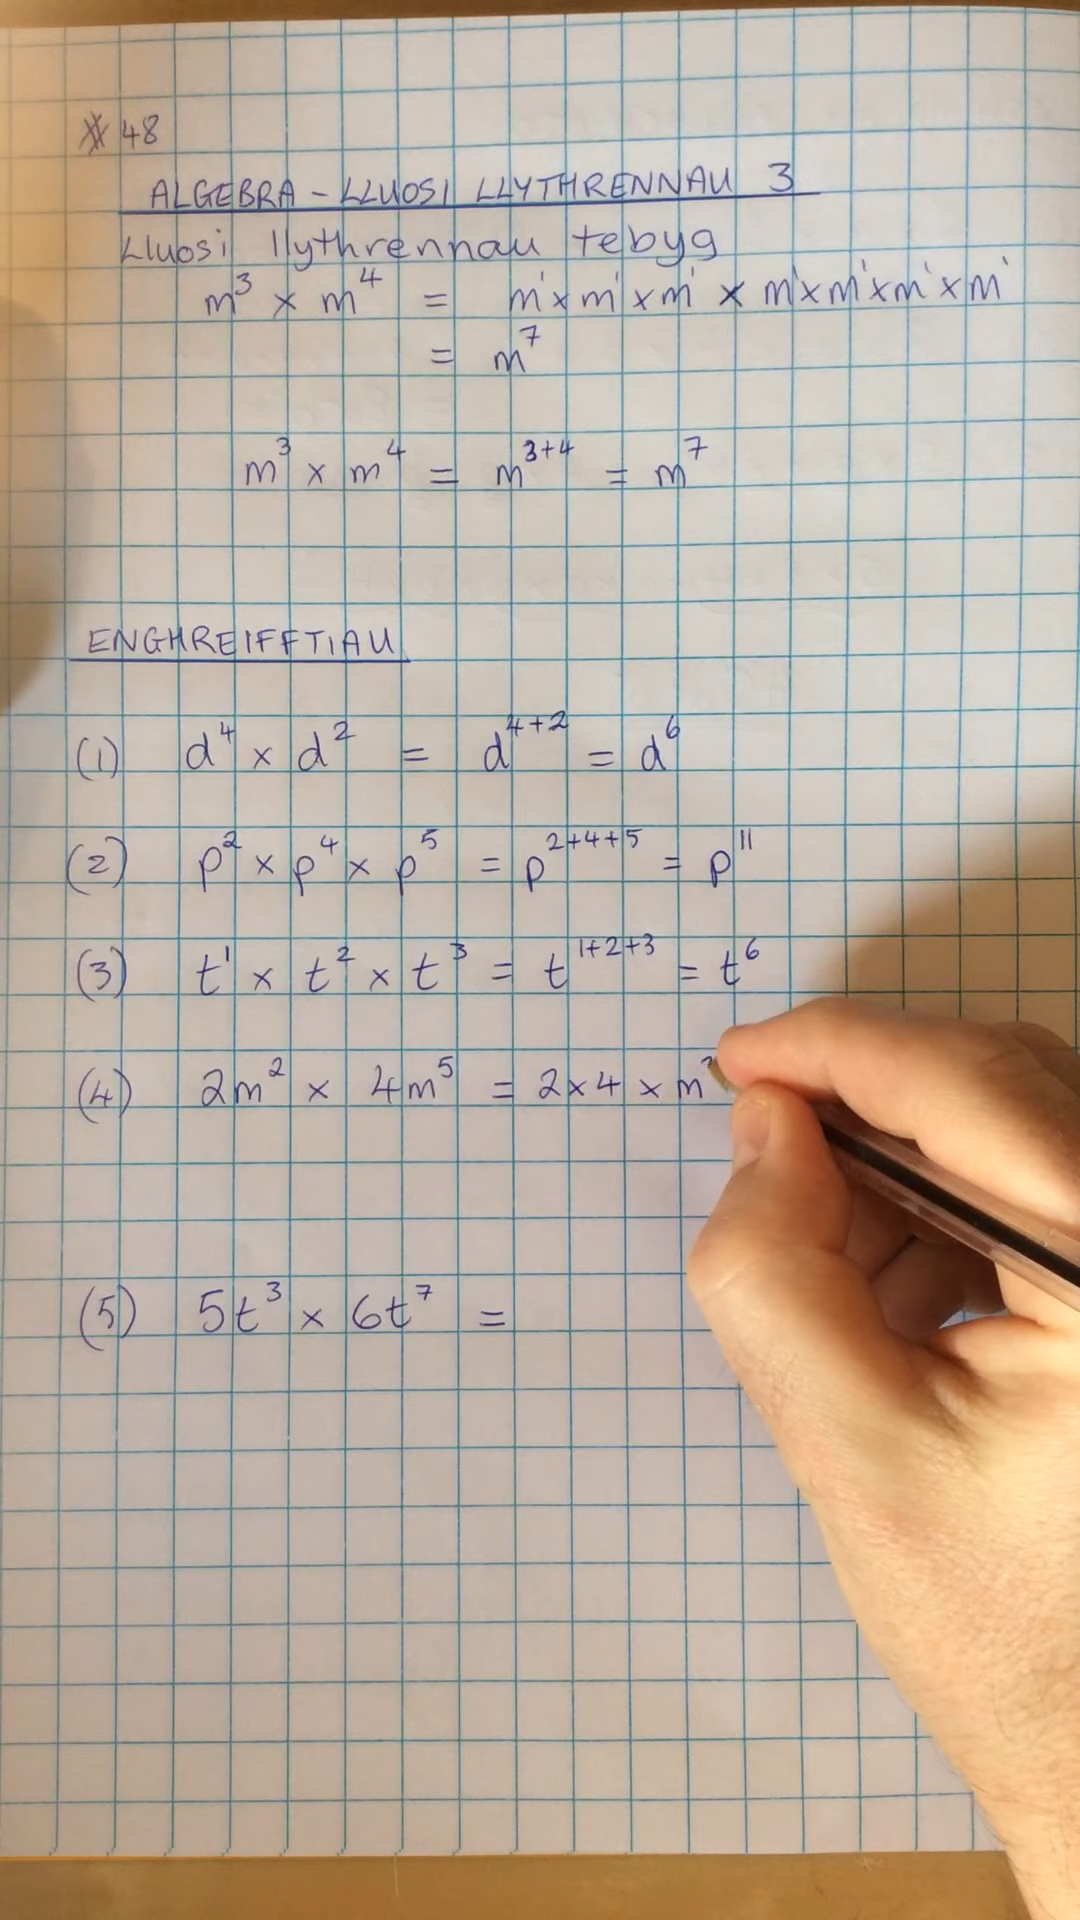 # 48
ALGEBRA - LLUOSI LLYTHRENNAU 3
Lluosi llythrennau tebyg
m³ × m⁴ = m¹ × m¹ × m¹ × m¹ × m¹ × m¹ × m¹
= m⁷
m³ × m⁴ = m³⁺⁴ = m⁷
ENGHREIFFTIAU
(1) d⁴ × d² = d⁴⁺² = d⁶
(2) p² × p⁴ × p⁵ = p²⁺⁴⁺⁵ = p¹¹
(3) t¹ × t² × t³ = t¹⁺²⁺³ = t⁶
(4) 2m² × 4m⁵ = 2 × 4 × m
(5) 5t³ × 6t⁷ =